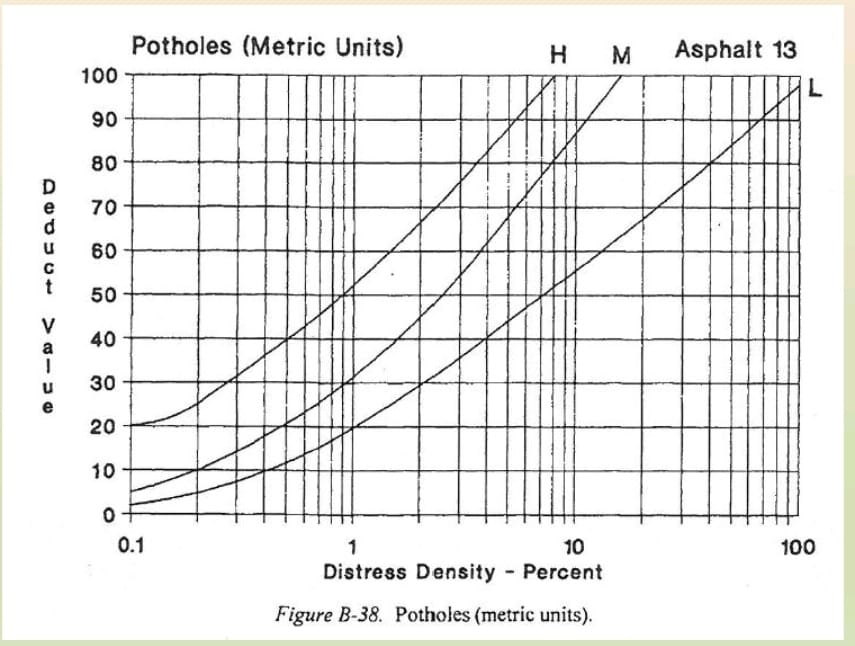 Potholes (Metric Units)
H
M
Asphalt 13
L
100
90
80
70
60
50
40
30
20
10
0
Deduct Value
0.1
1
10
100
Distress Density - Percent
Figure B-38. Potholes (metric units).